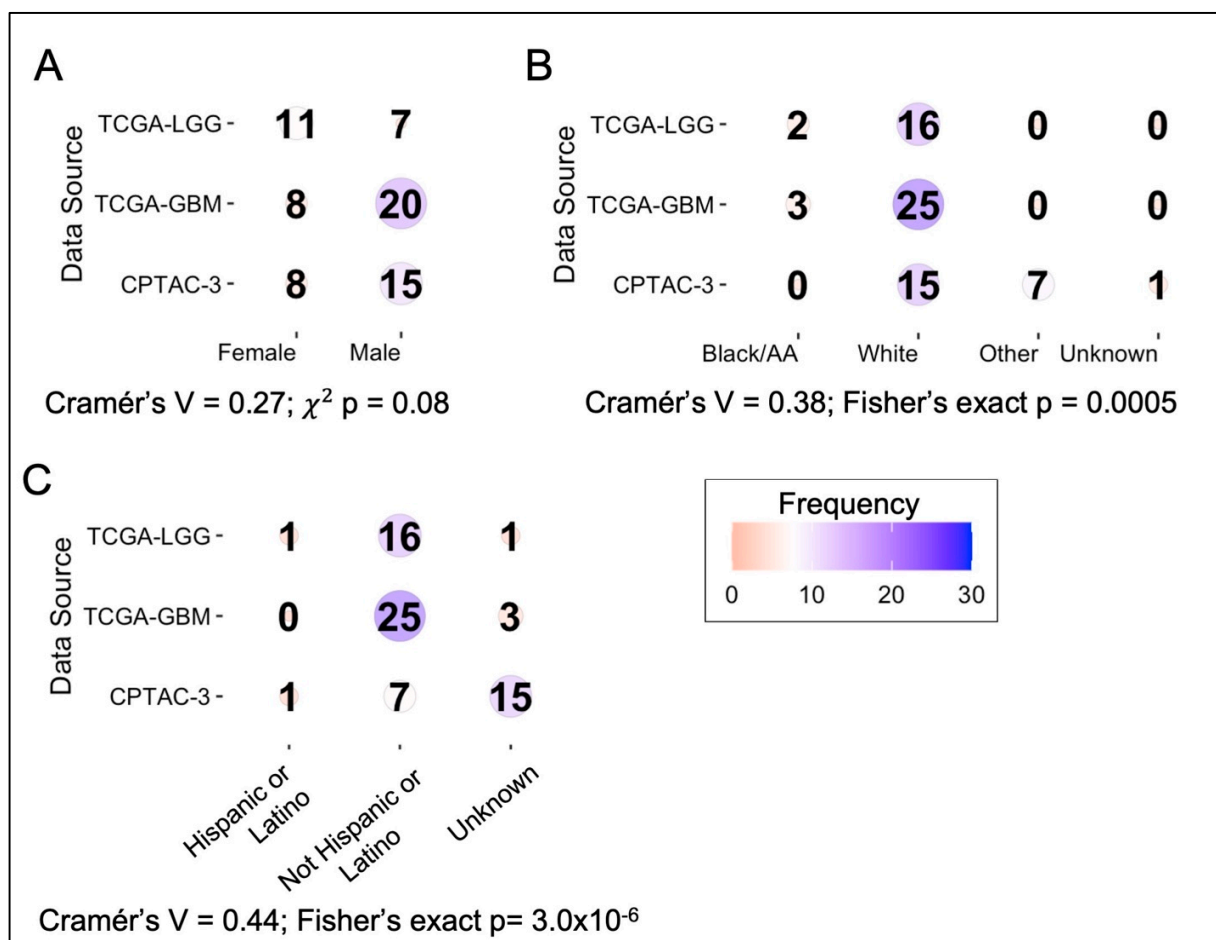 A
Data Source
TCGA-LGG - 11 7
TCGA-GBM - 8 20
CPTAC-3 - 8 15
Female Male
Cramér’s V = 0.27; χ² p = 0.08
B
Data Source
TCGA-LGG - 2 16 0 0
TCGA-GBM - 3 25 0 0
CPTAC-3 - 0 15 7 1
Black/AA White Other Unknown
Cramér’s V = 0.38; Fisher’s exact p = 0.0005
C
Data Source
TCGA-LGG - 1 16 1
TCGA-GBM - 0 25 3
CPTAC-3 - 1 7 15
Hispanic or
Latino
Not Hispanic or
Latino
Unknown
Cramér’s V = 0.44; Fisher’s exact p= 3.0x10⁻⁶
Frequency
0 10 20 30